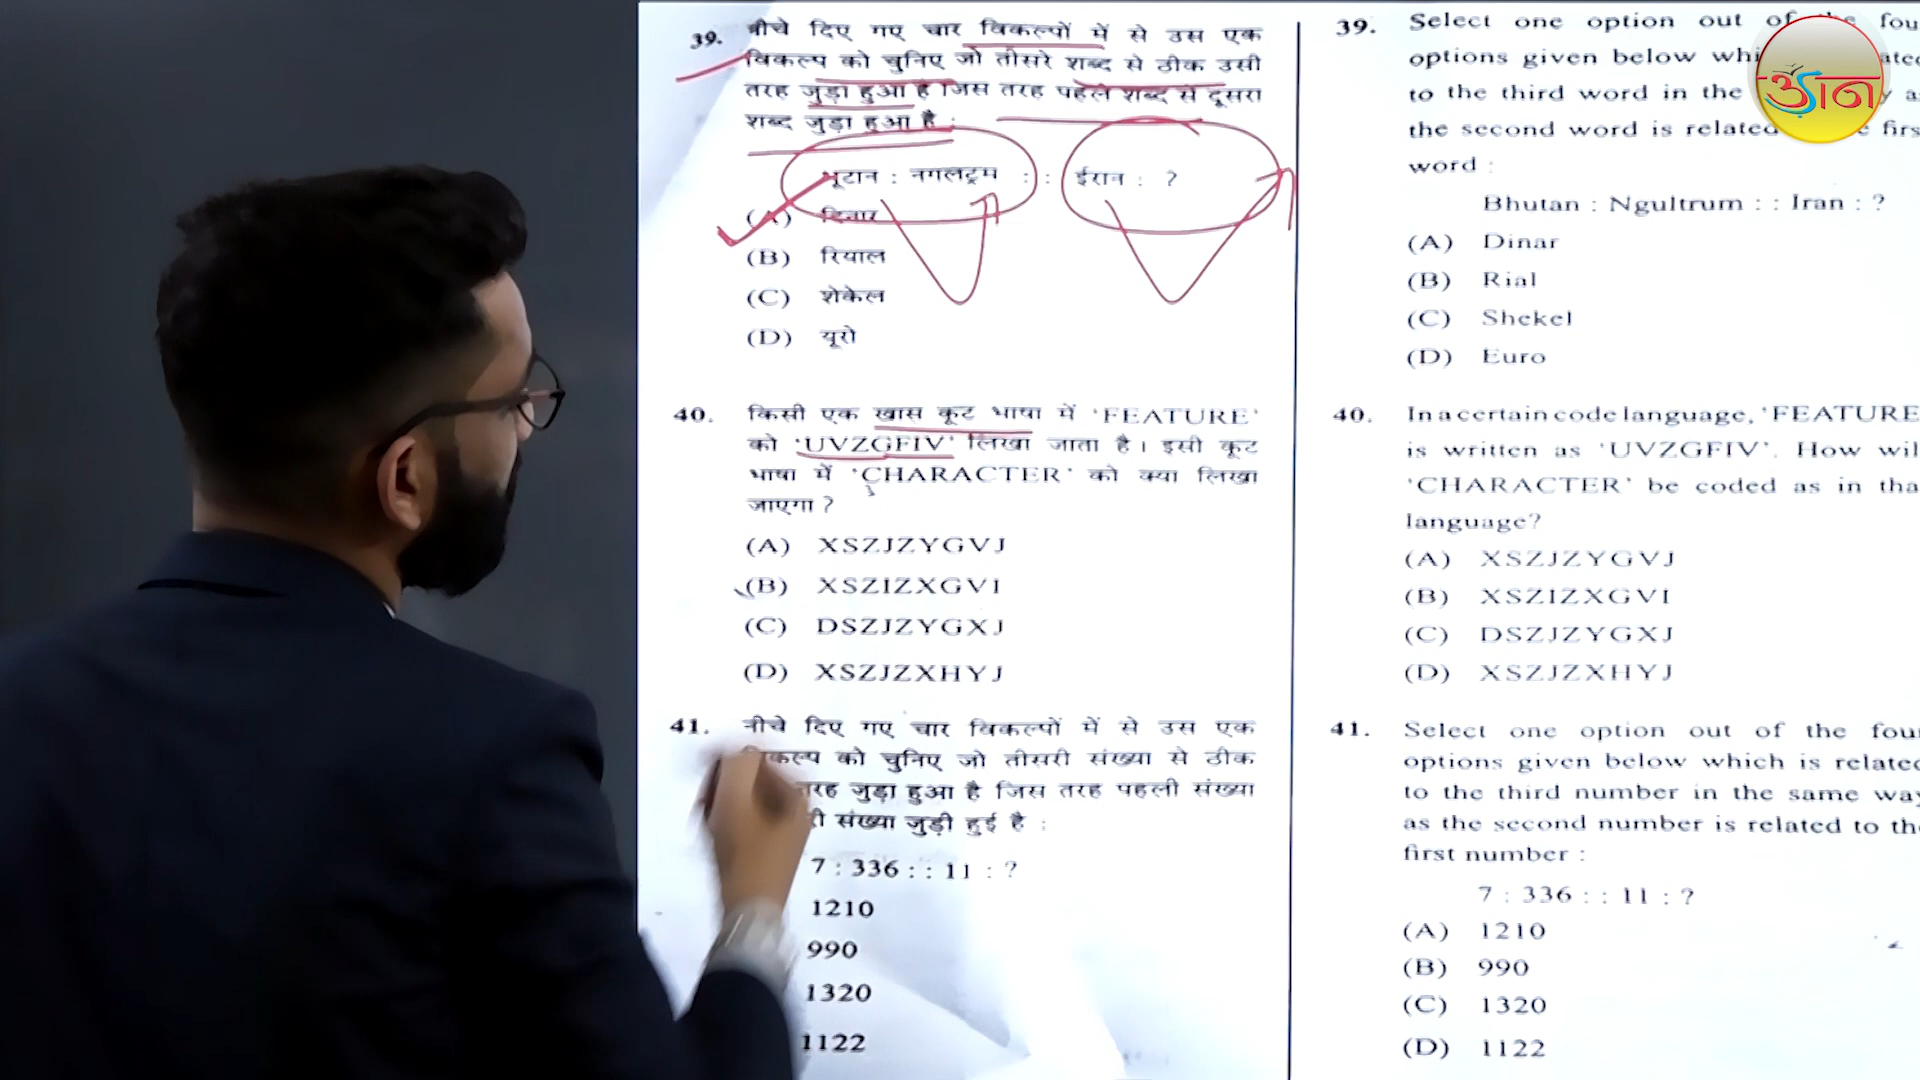 39. नीचे दिए गए चार विकल्पों में से उस एक
विकल्प को चुनिए जो तीसरे शब्द से ठीक उसी
तरह जुड़ा हुआ है जिस तरह पहले शब्द से दूसरा
शब्द जुड़ा हुआ है :
भूटान : नगलट्रम : : ईरान : ?
(A) दिनार
(B) रियाल
(C) शेकेल
(D) यूरो
40. किसी एक खास कूट भाषा में 'FEATURE'
को 'UVZGFIV' लिखा जाता है। इसी कूट
भाषा में 'CHARACTER' को क्या लिखा
जाएगा ?
(A) XSZJZYGVJ
(B) XSZIZXGVI
(C) DSZJZYGXJ
(D) XSZJZXHYJ
41. नीचे दिए गए चार विकल्पों में से उस एक
को चुनिए जो तीसरी संख्या से ठीक
जुड़ा हुआ है जिस तरह पहली संख्या
संख्या जुड़ी हुई है :
7 : 336 : : 11 : ?
1210
990
1320
1122
39. Select one option out of fou
options given below
to the third word in the
the second word is related firs
word :
Bhutan : Ngultrum : : Iran : ?
(A) Dinar
(B) Rial
(C) Shekel
(D) Euro
40. In a certain code language, 'FEATURE
is written as 'UVZGFIV'. How wil
'CHARACTER' be coded as in tha
language?
(A) XSZJZYGVJ
(B) XSZIZXGVI
(C) DSZJZYGXJ
(D) XSZJZXHYJ
41. Select one option out of the four
options given below which is related
to the third number in the same way
as the second number is related to the
first number :
7 : 336 : : 11 : ?
(A) 1210
(B) 990
(C) 1320
(D) 1122